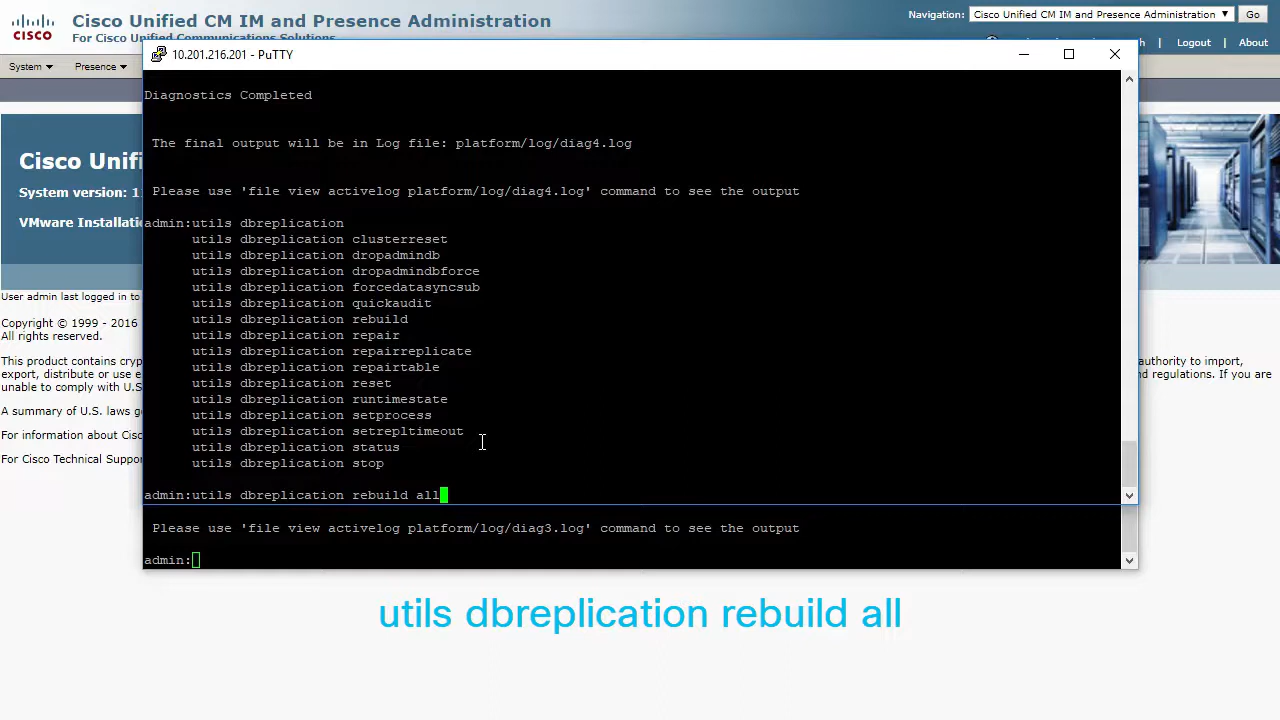 Cisco Unified CM IM and Presence Administration
For Cisco Unified Communications Solutions
Navigation: Cisco Unified CM IM and Presence Administration Go
Logout | About
CISCO
10.201.216.201 - PuTTY
System Presence
Diagnostics Completed
The final output will be in Log file: platform/log/diag4.log
Please use 'file view activelog platform/log/diag4.log' command to see the output
admin:utils dbreplication
utils dbreplication clusterreset
utils dbreplication dropadmindb
utils dbreplication dropadmindbforce
utils dbreplication forcedatasyncsub
utils dbreplication quickaudit
utils dbreplication rebuild
utils dbreplication repair
utils dbreplication repairreplicate
utils dbreplication repairtable
utils dbreplication reset
utils dbreplication runtimestate
utils dbreplication setprocess
utils dbreplication setrepltimeout
utils dbreplication status
utils dbreplication stop
admin:utils dbreplication rebuild all
Please use 'file view activelog platform/log/diag3.log' command to see the output
admin:
Cisco Unifi
System version: 1
VMware Installatio
User admin last logged in to
Copyright © 1999 - 2016
All rights reserved.
This product contains cryp authority to import,
export, distribute or use e nd regulations. If you are
unable to comply with U.S
A summary of U.S. laws g
For information about Cisc
For Cisco Technical Suppor
utils dbreplication rebuild all